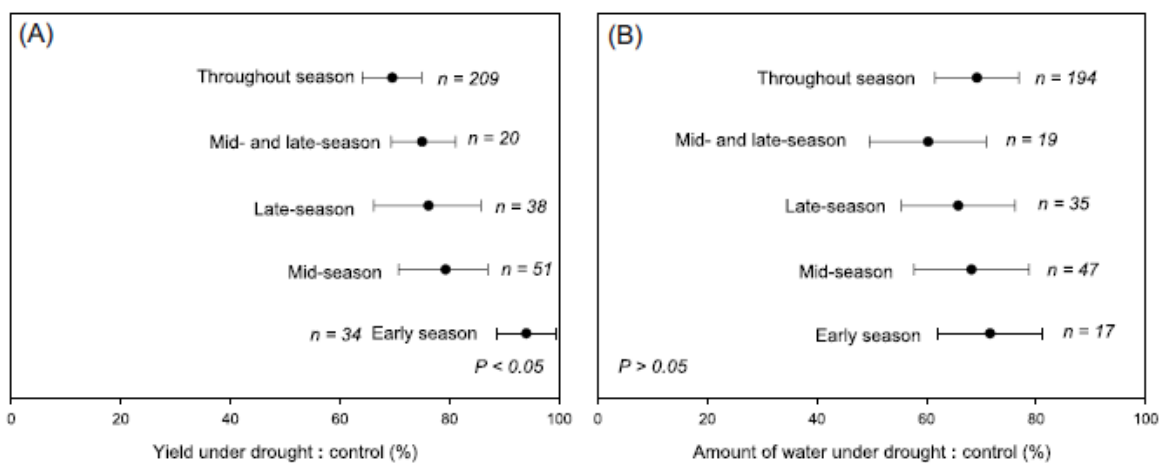 (A)
Throughout season n = 209
Mid- and late-season n = 20
Late-season n = 38
Mid-season n = 51
n = 34 Early season
P < 0.05
0 20 40 60 80 100
Yield under drought : control (%)
(B)
Throughout season n = 194
Mid- and late-season n = 19
Late-season n = 35
Mid-season n = 47
Early season n = 17
P > 0.05
0 20 40 60 80 100
Amount of water under drought : control (%)